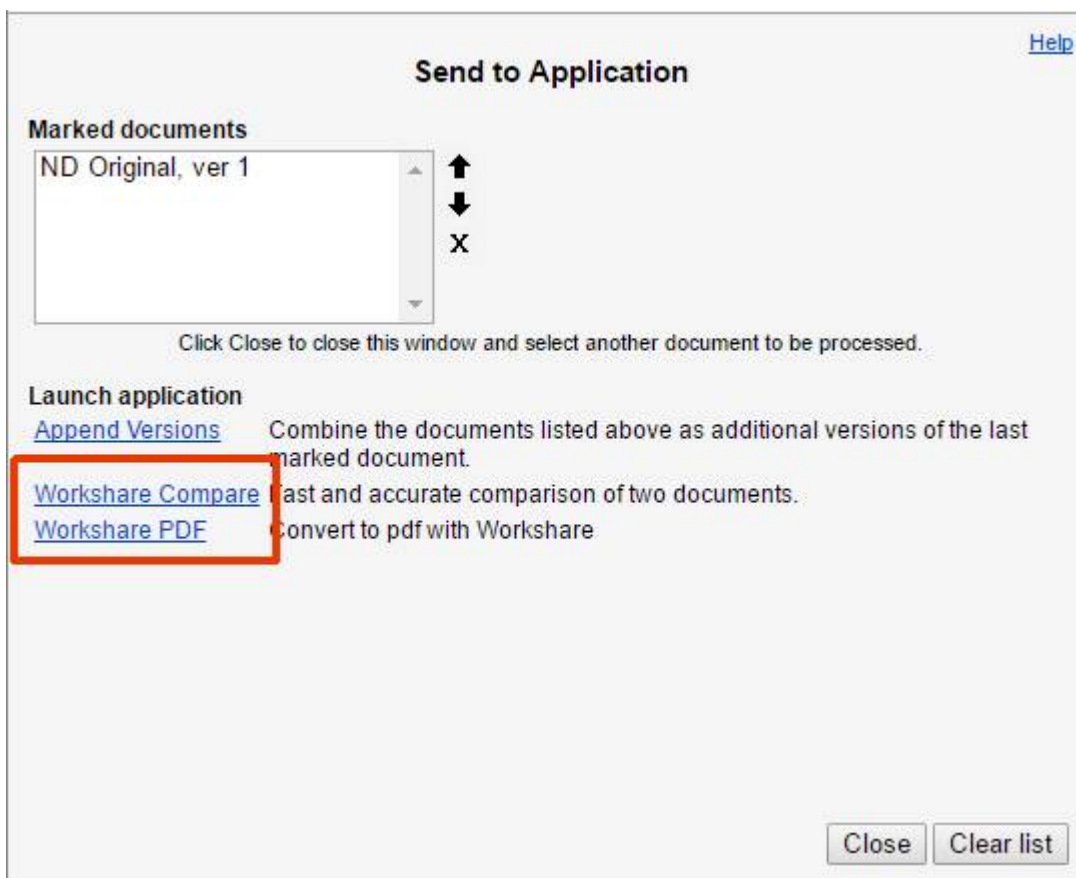 Help
Send to Application
Marked documents
ND Original, ver 1
X
Click Close to close this window and select another document to be processed.
Launch application
Append Versions Combine the documents listed above as additional versions of the last
marked document.
Workshare Compare Fast and accurate comparison of two documents.
Workshare PDF Convert to pdf with Workshare
Close Clear list